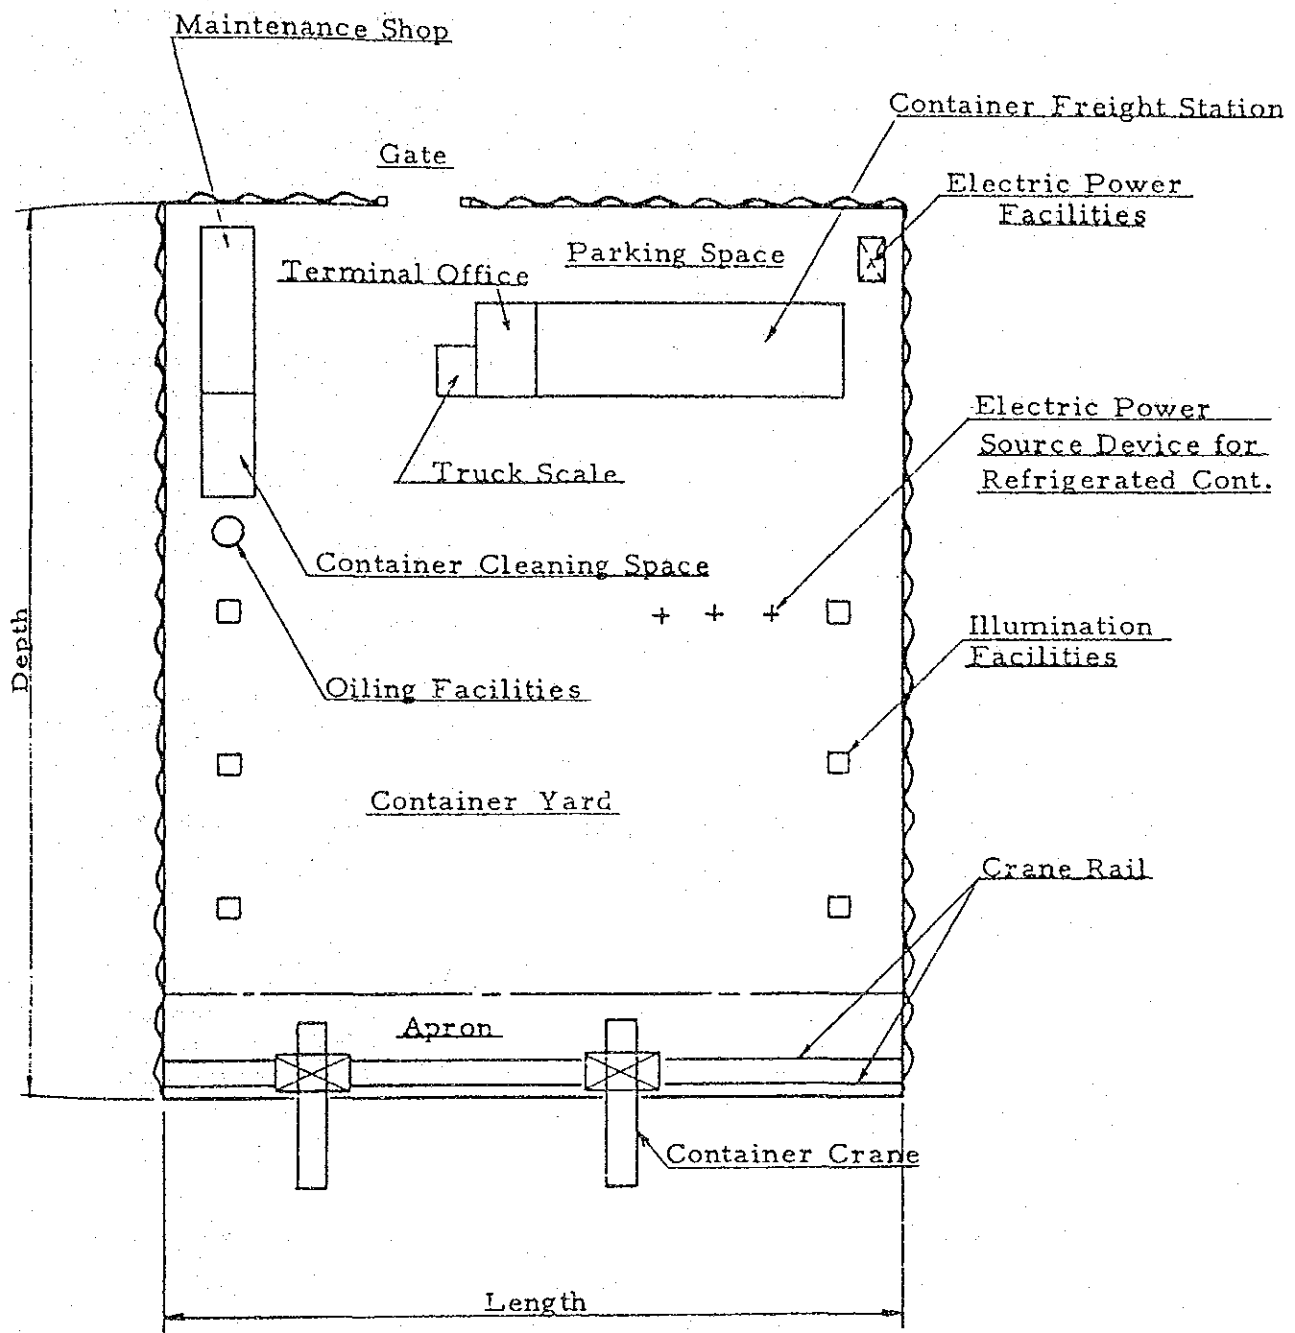 Maintenance Shop
Container Freight Station
Gate
Electric Power
Facilities
Parking Space
Terminal Office
Electric Power
Source Device for
Refrigerated Cont.
Truck Scale
Container Cleaning Space
Illumination
Facilities
Depth
Oiling Facilities
Container Yard
Crane Rail
Apron
Container Crane
Length